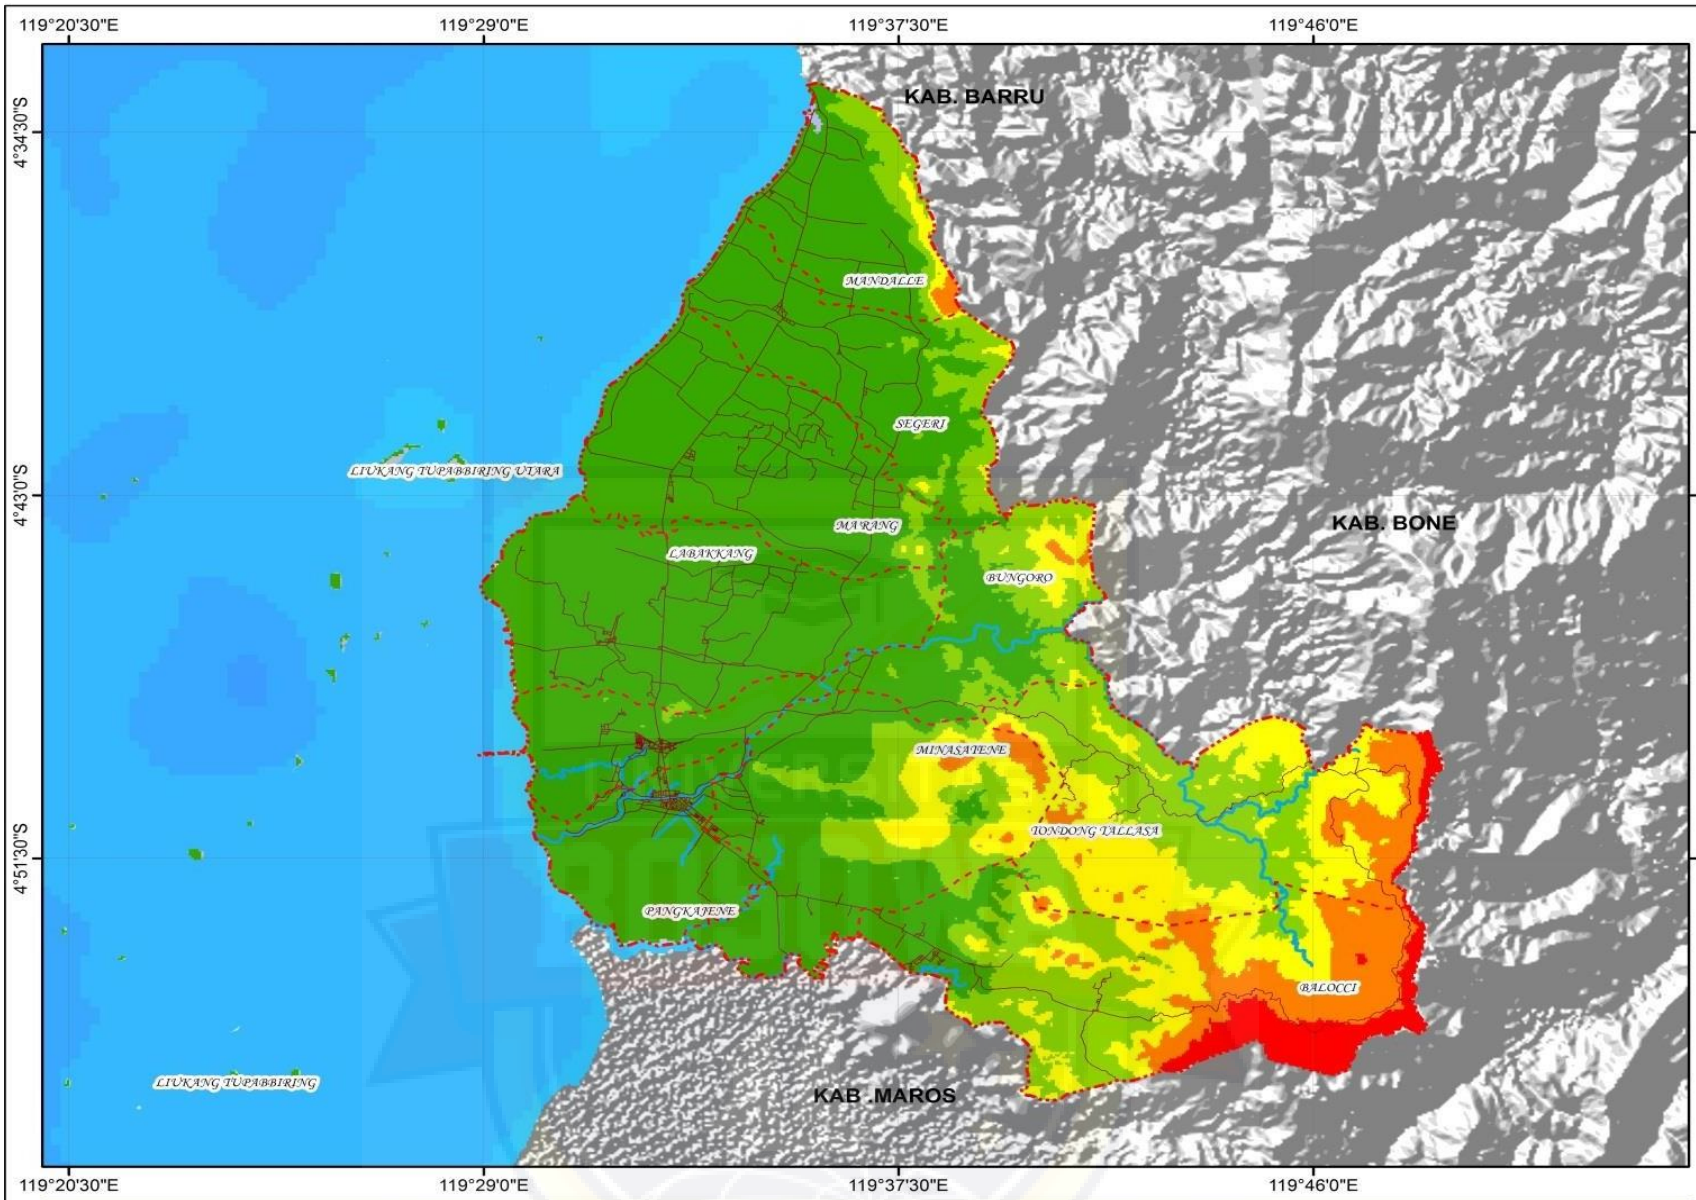 119°20'30"E 119°29'0"E 119°37'30"E 119°46'0"E
KAB. BARRU
4°34'30"S
MANDALLE
SEGERI
LIUKANG TUPABBIRING UTARA
4°43'0"S
KAB. BONE
MA'RANG
LABAKKANG
BUNGORO
MINASATENE
UNIVERSITAS
TONDONG TALLASA
4°51'30"S
BOSOWA
PANGKAJENE
BALOCCI
LIUKANG TUPABBIRING
KAB .MAROS
119°20'30"E 119°29'0"E 119°37'30"E 119°46'0"E